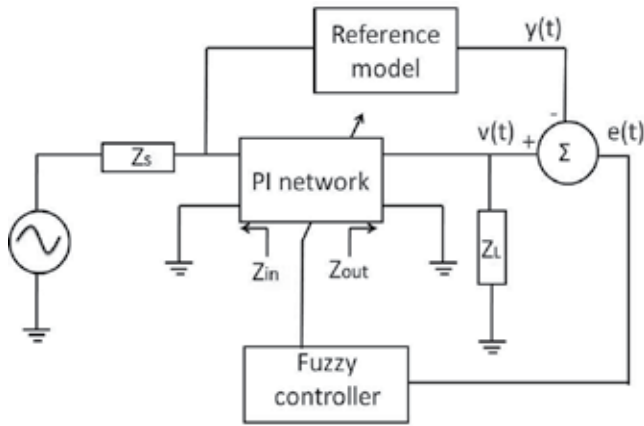 Reference
model
y(t)
-
Zs
v(t)
+
Σ
e(t)
PI network
Zin
Zout
ZL
Fuzzy
controller